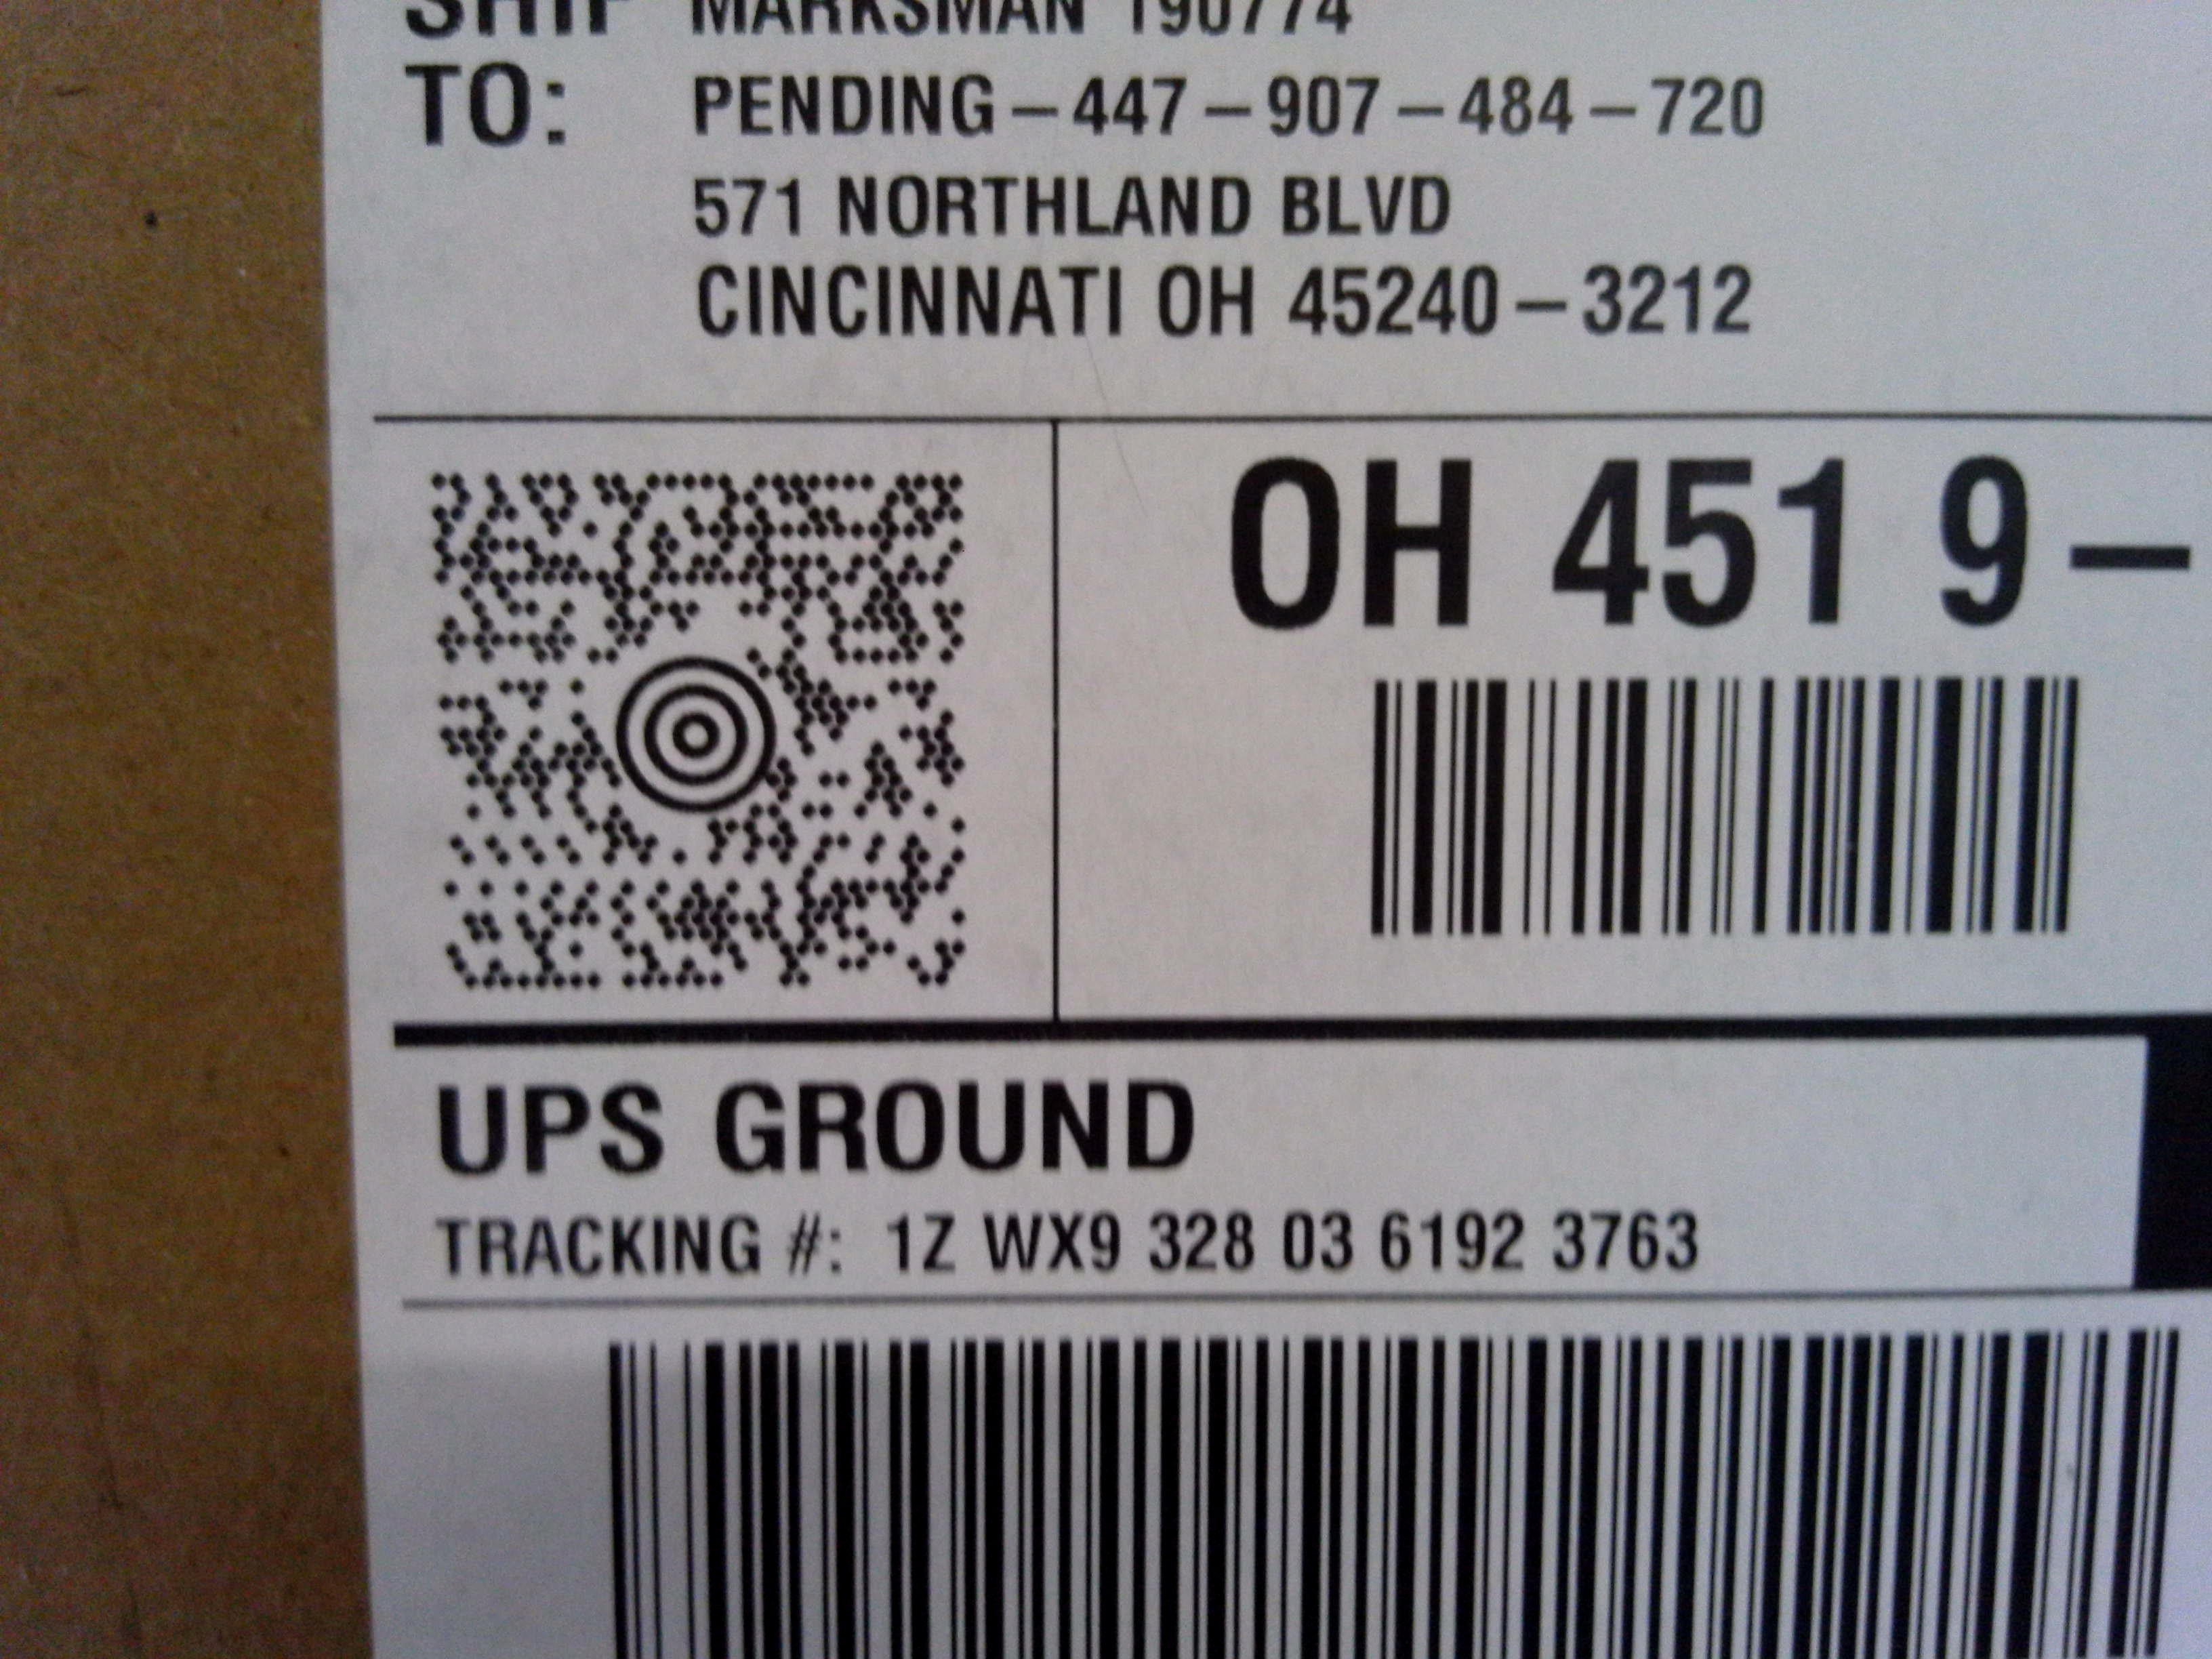 SHIP MARKSMAN 190774
TO: PENDING-447-907-484-720
571 NORTHLAND BLVD
CINCINNATI OH 45240-3212
OH 451 9-
UPS GROUND
TRACKING #: 1Z WX9 328 03 6192 3763